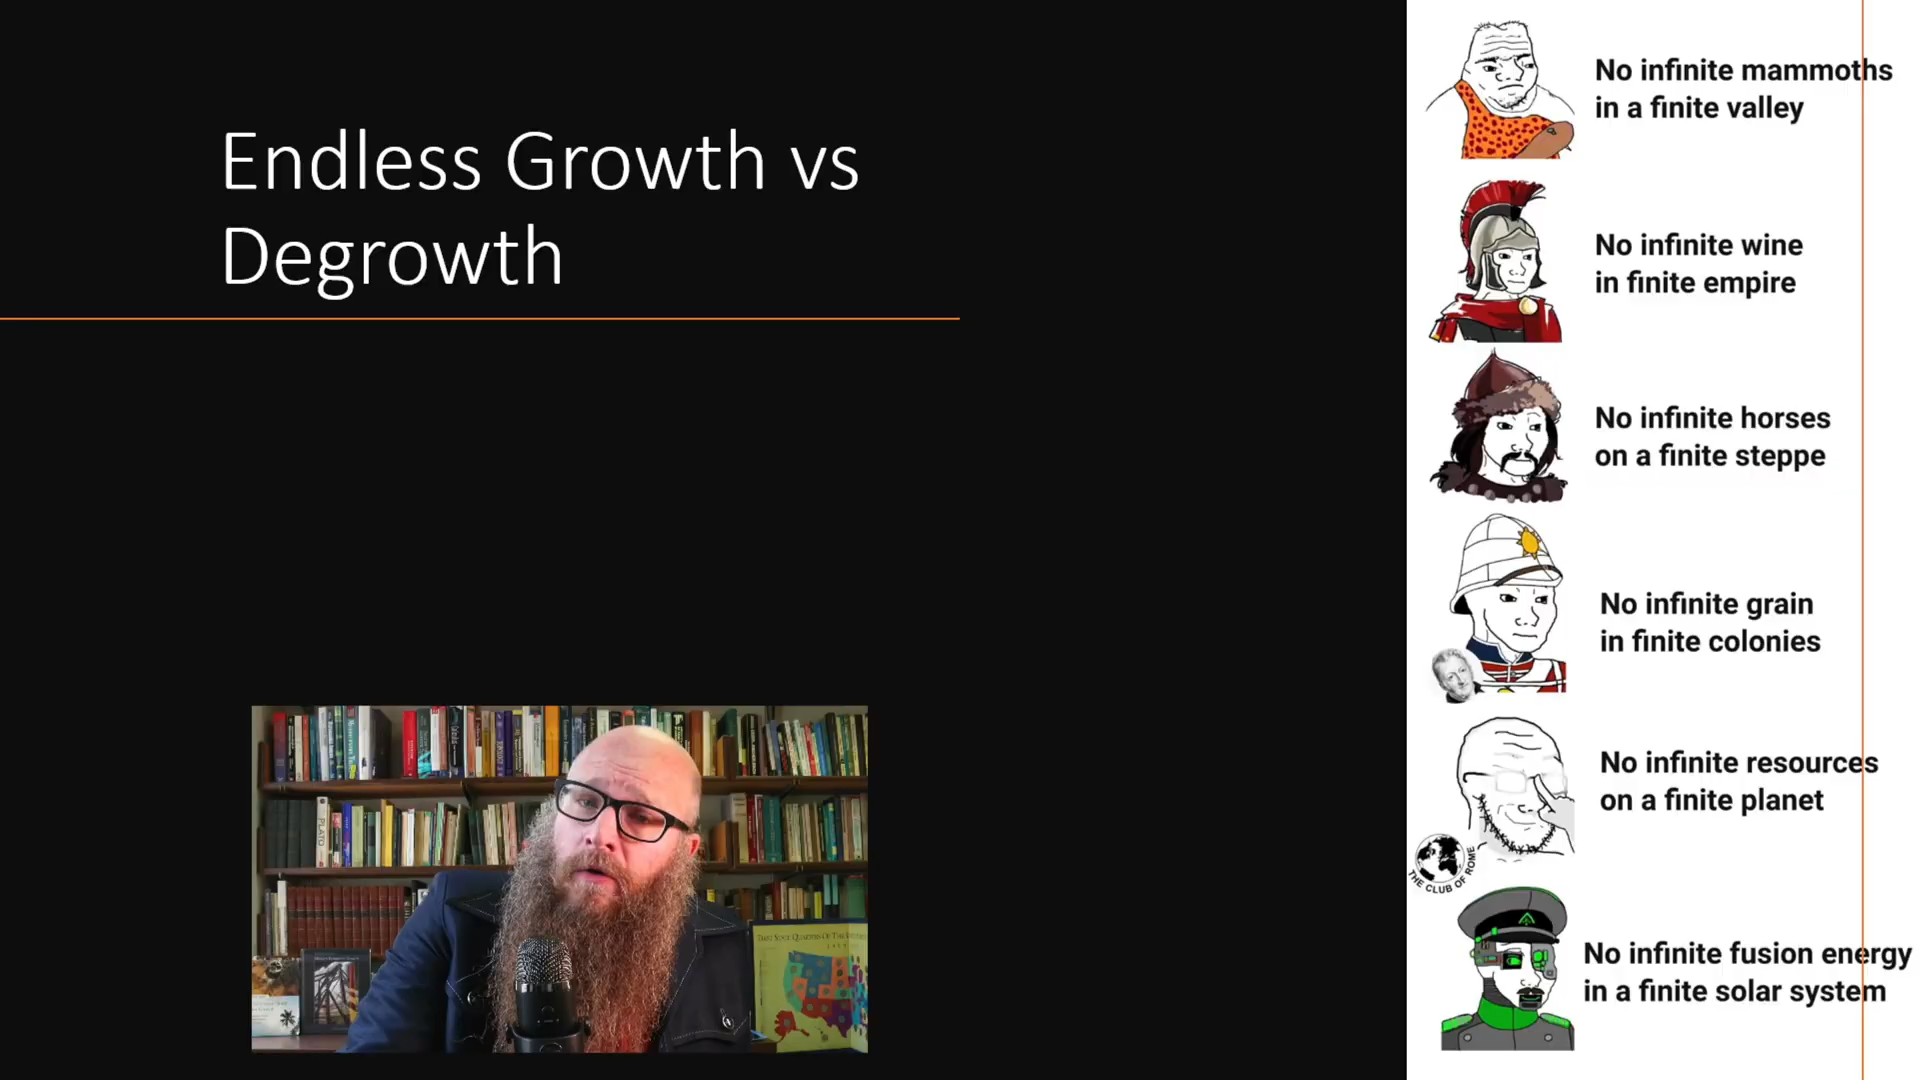 Endless Growth vs
Degrowth
No infinite mammoths
in a finite valley
No infinite wine
in finite empire
No infinite horses
on a finite steppe
No infinite grain
in finite colonies
No infinite resources
on a finite planet
THE CLUB OF ROME
No infinite fusion energy
in a finite solar system
PLATO